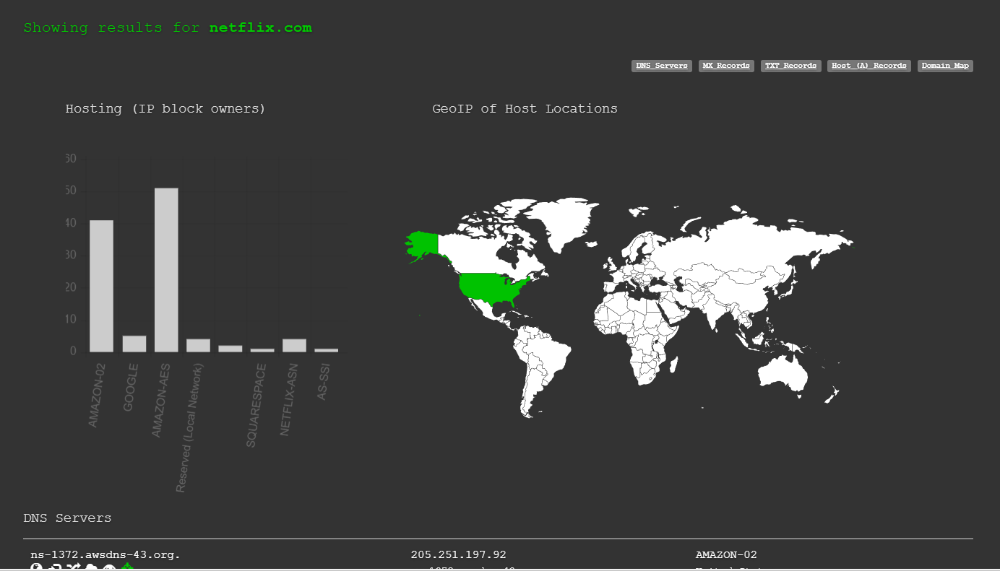 Showing results for netflix.com
DNS Servers MX Records TXT Records Host (A) Records Domain Map
Hosting (IP block owners)
GeoIP of Host Locations
60
50
40
30
20
10
0
AMAZON-02
GOOGLE
AMAZON-AES
Reserved (Local Network)
SQUARESPACE
NETFLIX-ASN
AS-SSI
DNS Servers
ns-1372.awsdns-43.org.
205.251.197.92
AMAZON-02